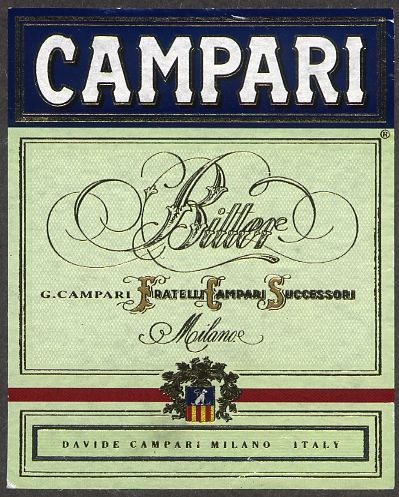 CAMPARI
®
Bitter
G. CAMPARI FRATELLI CAMPARI SUCCESSORI
Milano
DAVIDE CAMPARI MILANO ITALY